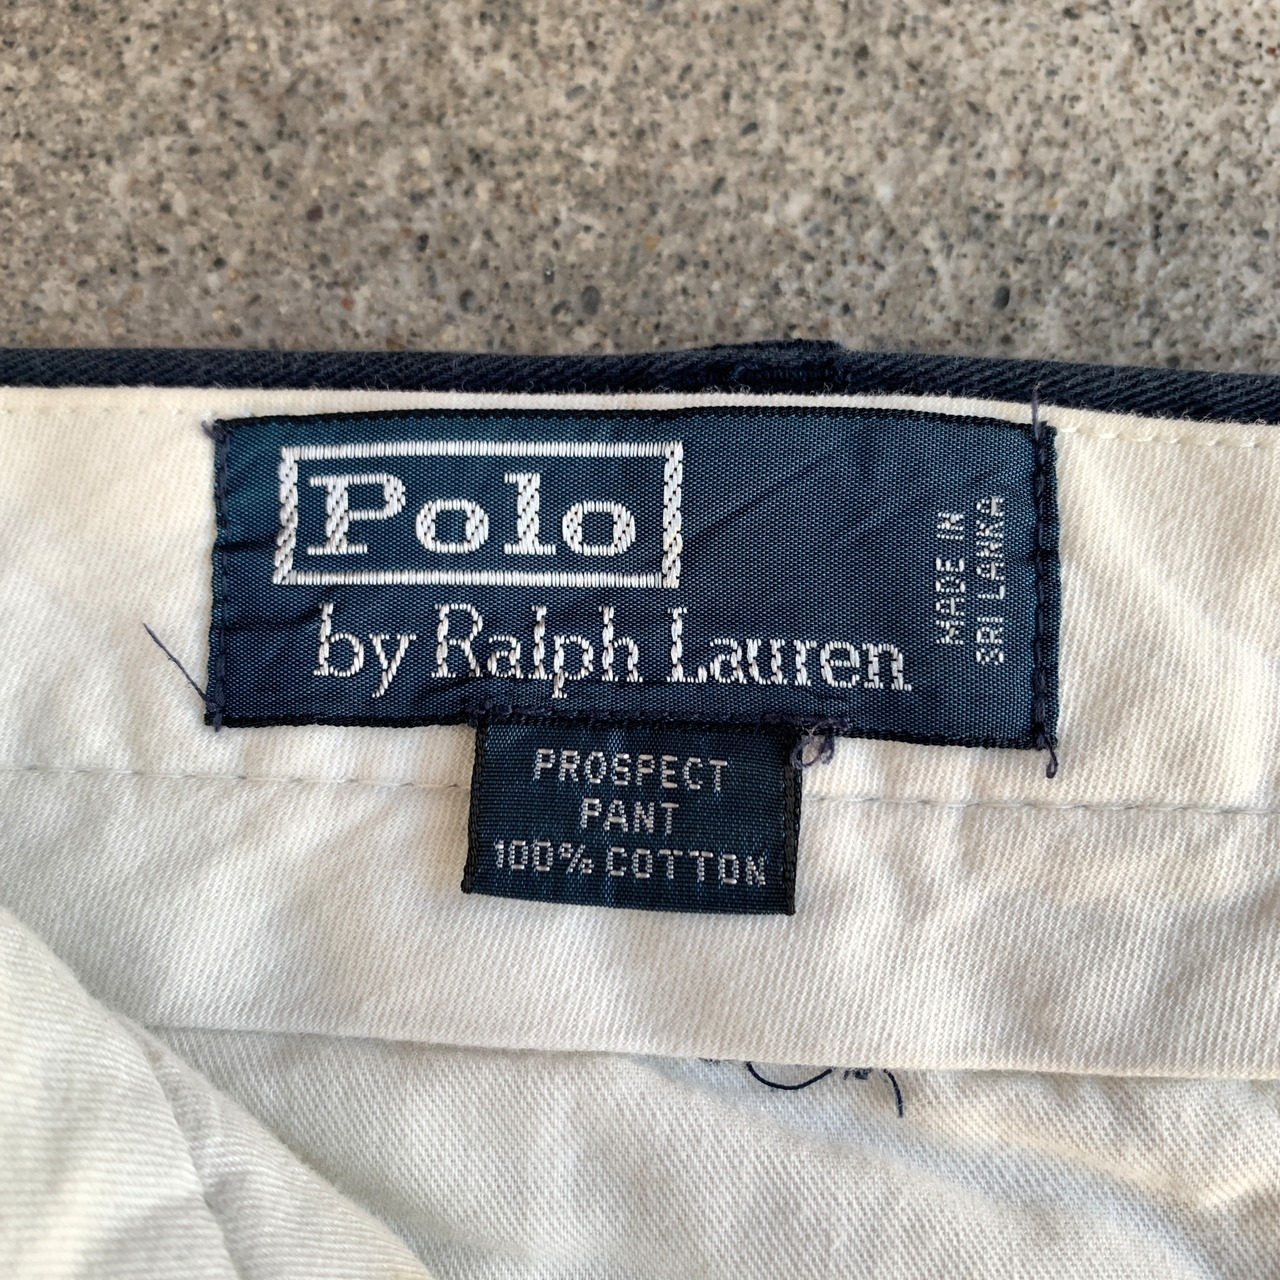 Polo
by Ralph Lauren
MADE IN
SRI LANKA
PROSPECT
PANT
100% COTTON